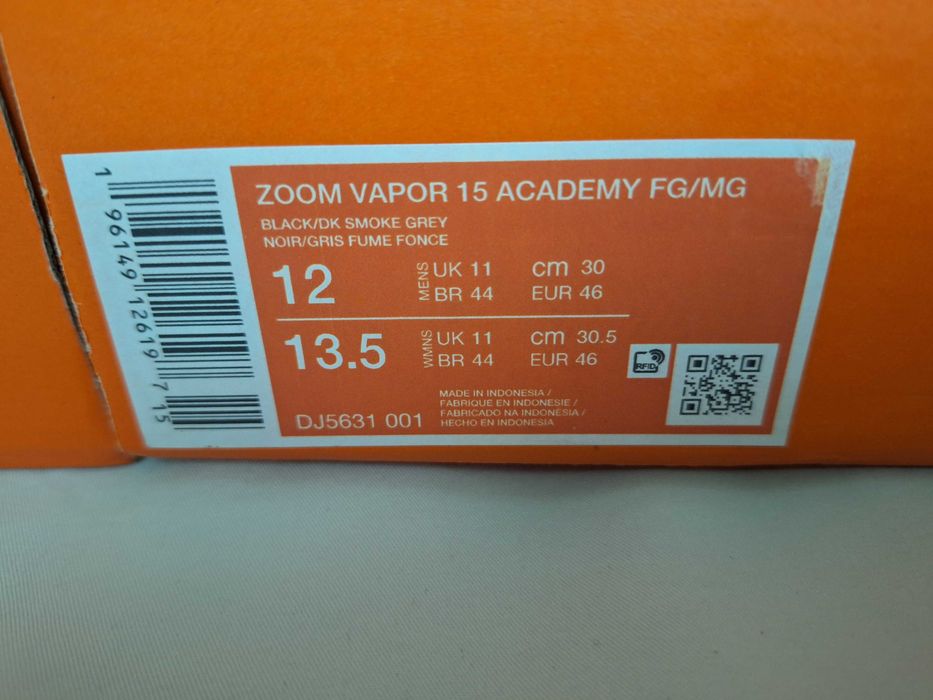 ZOOM VAPOR 15 ACADEMY FG/MG
BLACK/DK SMOKE GREY
NOIR/GRIS FUME FONCE
12 MENS UK 11 cm 30
BR 44 EUR 46
13.5 WMNS UK 11 cm 30.5
BR 44 EUR 46
RFID
DJ5631 001
MADE IN INDONESIA /
FABRIQUE EN INDONESIE /
FABRICADO NA INDONÉSIA /
HECHO EN INDONESIA
1 96149 12619 7 15